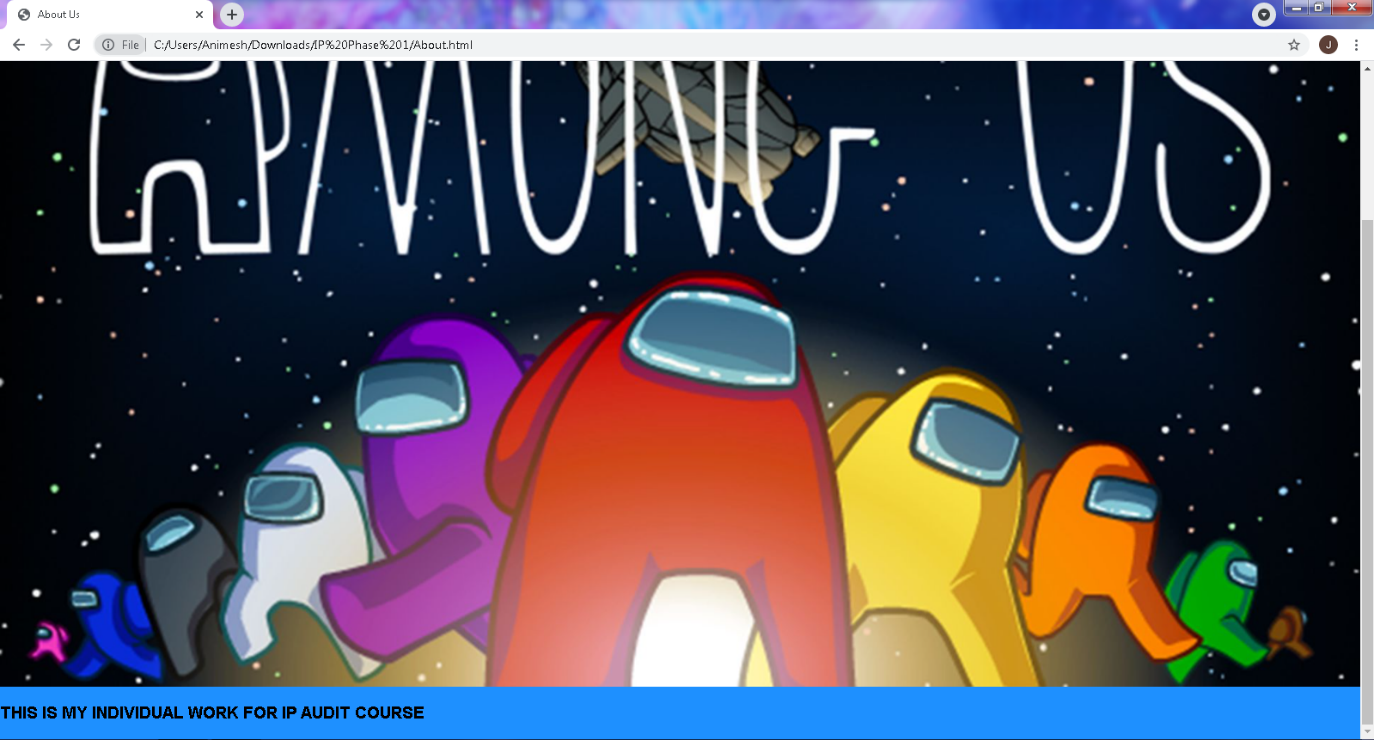 About Us
File
C:/Users/Animesh/Downloads/IP%20Phase%201/About.html
J
AMONG US
THIS IS MY INDIVIDUAL WORK FOR IP AUDIT COURSE